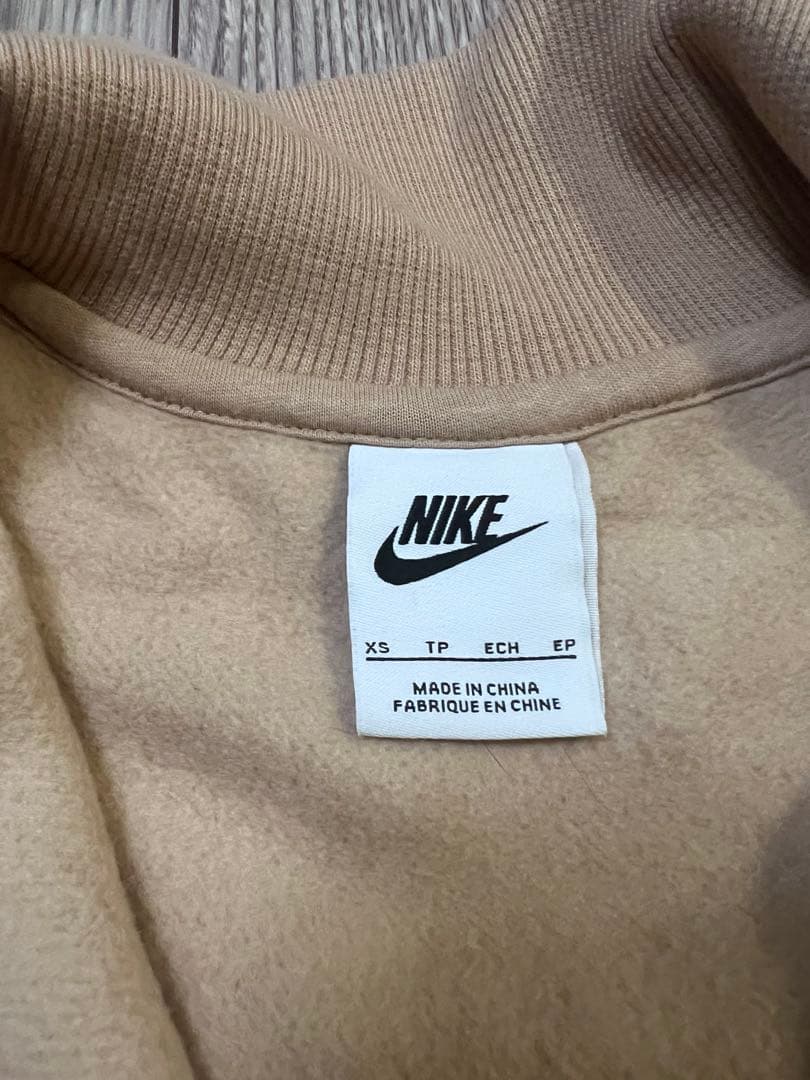 NIKE
XS TP ECH EP
MADE IN CHINA
FABRIQUE EN CHINE